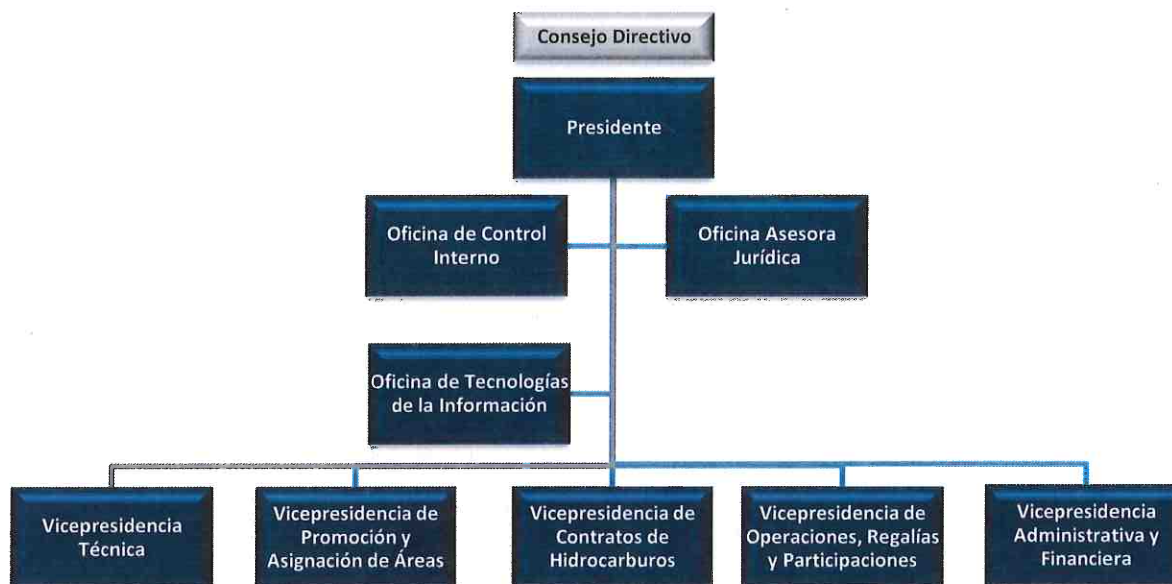 Consejo Directivo
Presidente
Oficina de Control
Interno
Oficina Asesora
Jurídica
Oficina de Tecnologías
de la Información
Vicepresidencia
Técnica
Vicepresidencia de
Promoción y
Asignación de Áreas
Vicepresidencia de
Contratos de
Hidrocarburos
Vicepresidencia de
Operaciones, Regalías
y Participaciones
Vicepresidencia
Administrativa y
Financiera